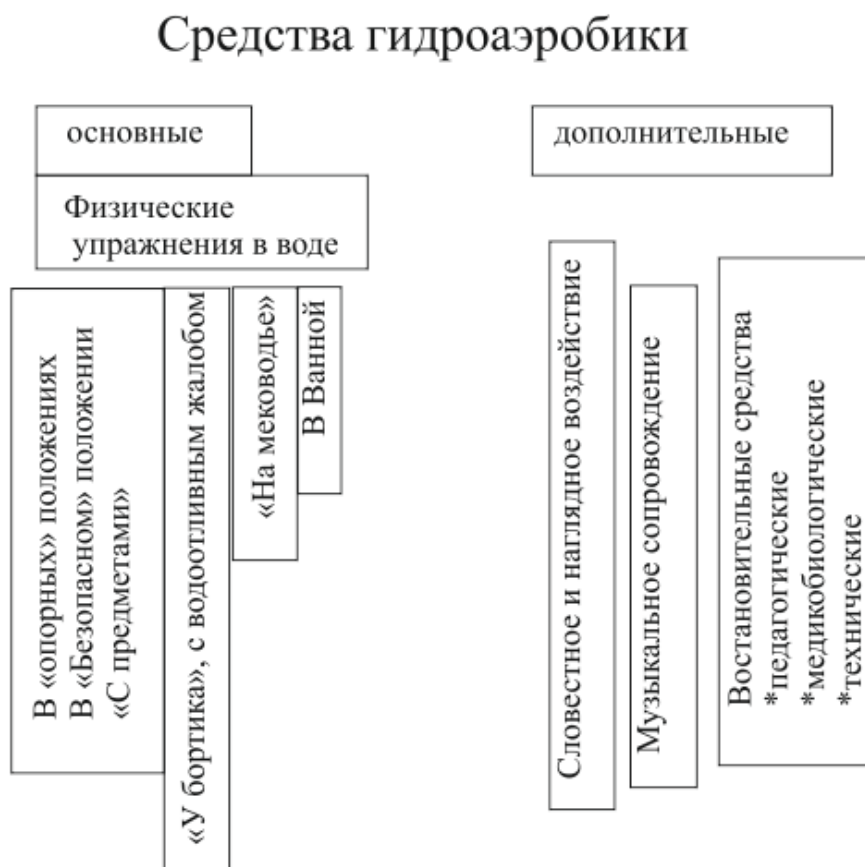 Средства гидроаэробики
основные
дополнительные
Физические
упражнения в воде
В «опорных» положениях
В «Безопасном» положении
«С предметами»
«У бортика», с водоотливным жалобом
«На меководье»
В Ванной
Словестное и наглядное воздействие
Музыкальное сопровождение
Востановительные средства
*педагогические
*медикобиологические
*технические